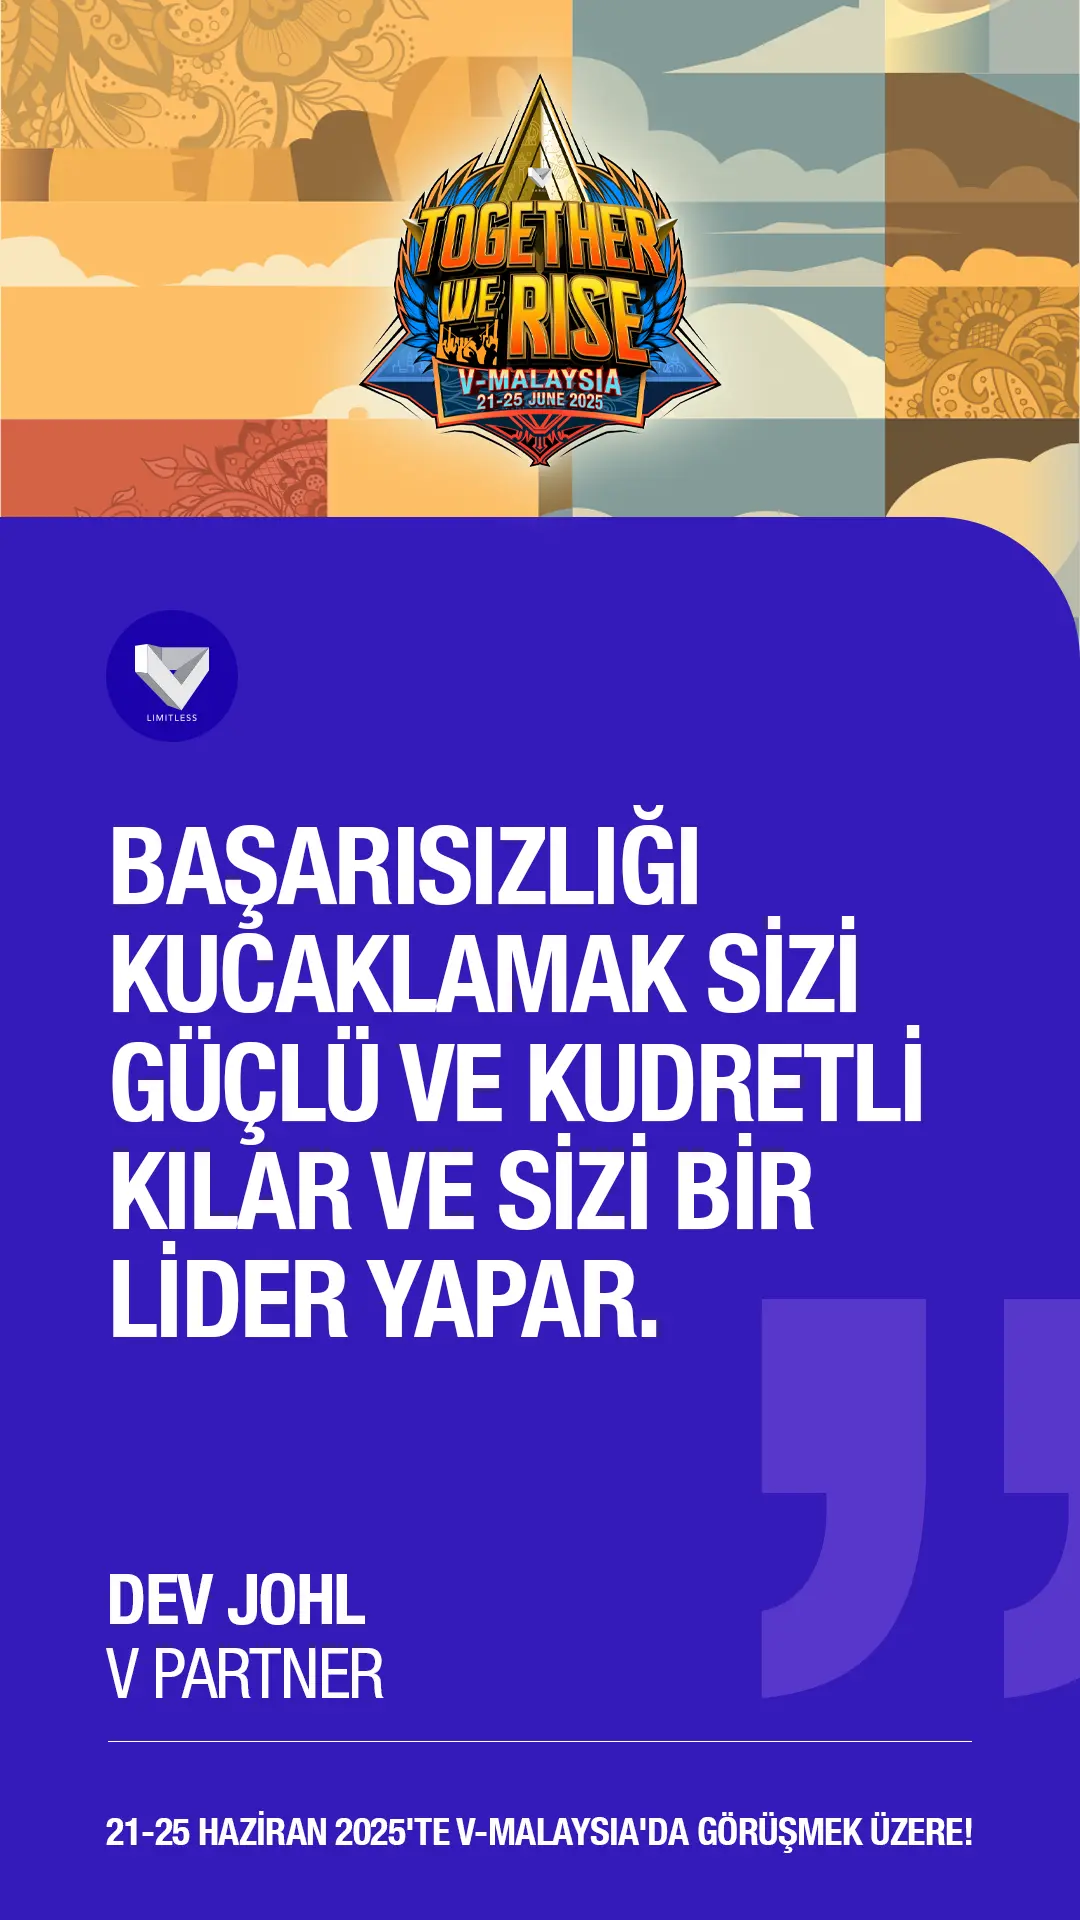 TOGETHER
WE RISE
V-MALAYSIA
21-25 JUNE 2025
LIMITLESS
BAŞARISIZLIĞI
KUCAKLAMAK SİZİ
GÜÇLÜ VE KUDRETLİ
KILAR VE SİZİ BİR
LİDER YAPAR.
DEV JOHL
V PARTNER
21-25 HAZİRAN 2025'TE V-MALAYSIA'DA GÖRÜŞMEK ÜZERE!